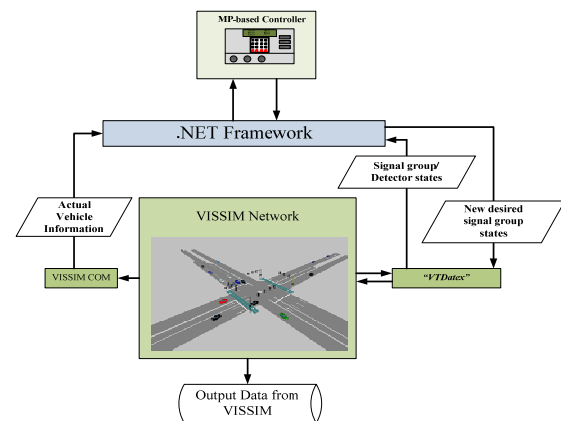 MP-based Controller
.NET Framework
Signal group/
Detector states
Actual
Vehicle
Information
VISSIM Network
New desired
signal group
states
VISSIM COM
“VTDatex”
Output Data from
VISSIM